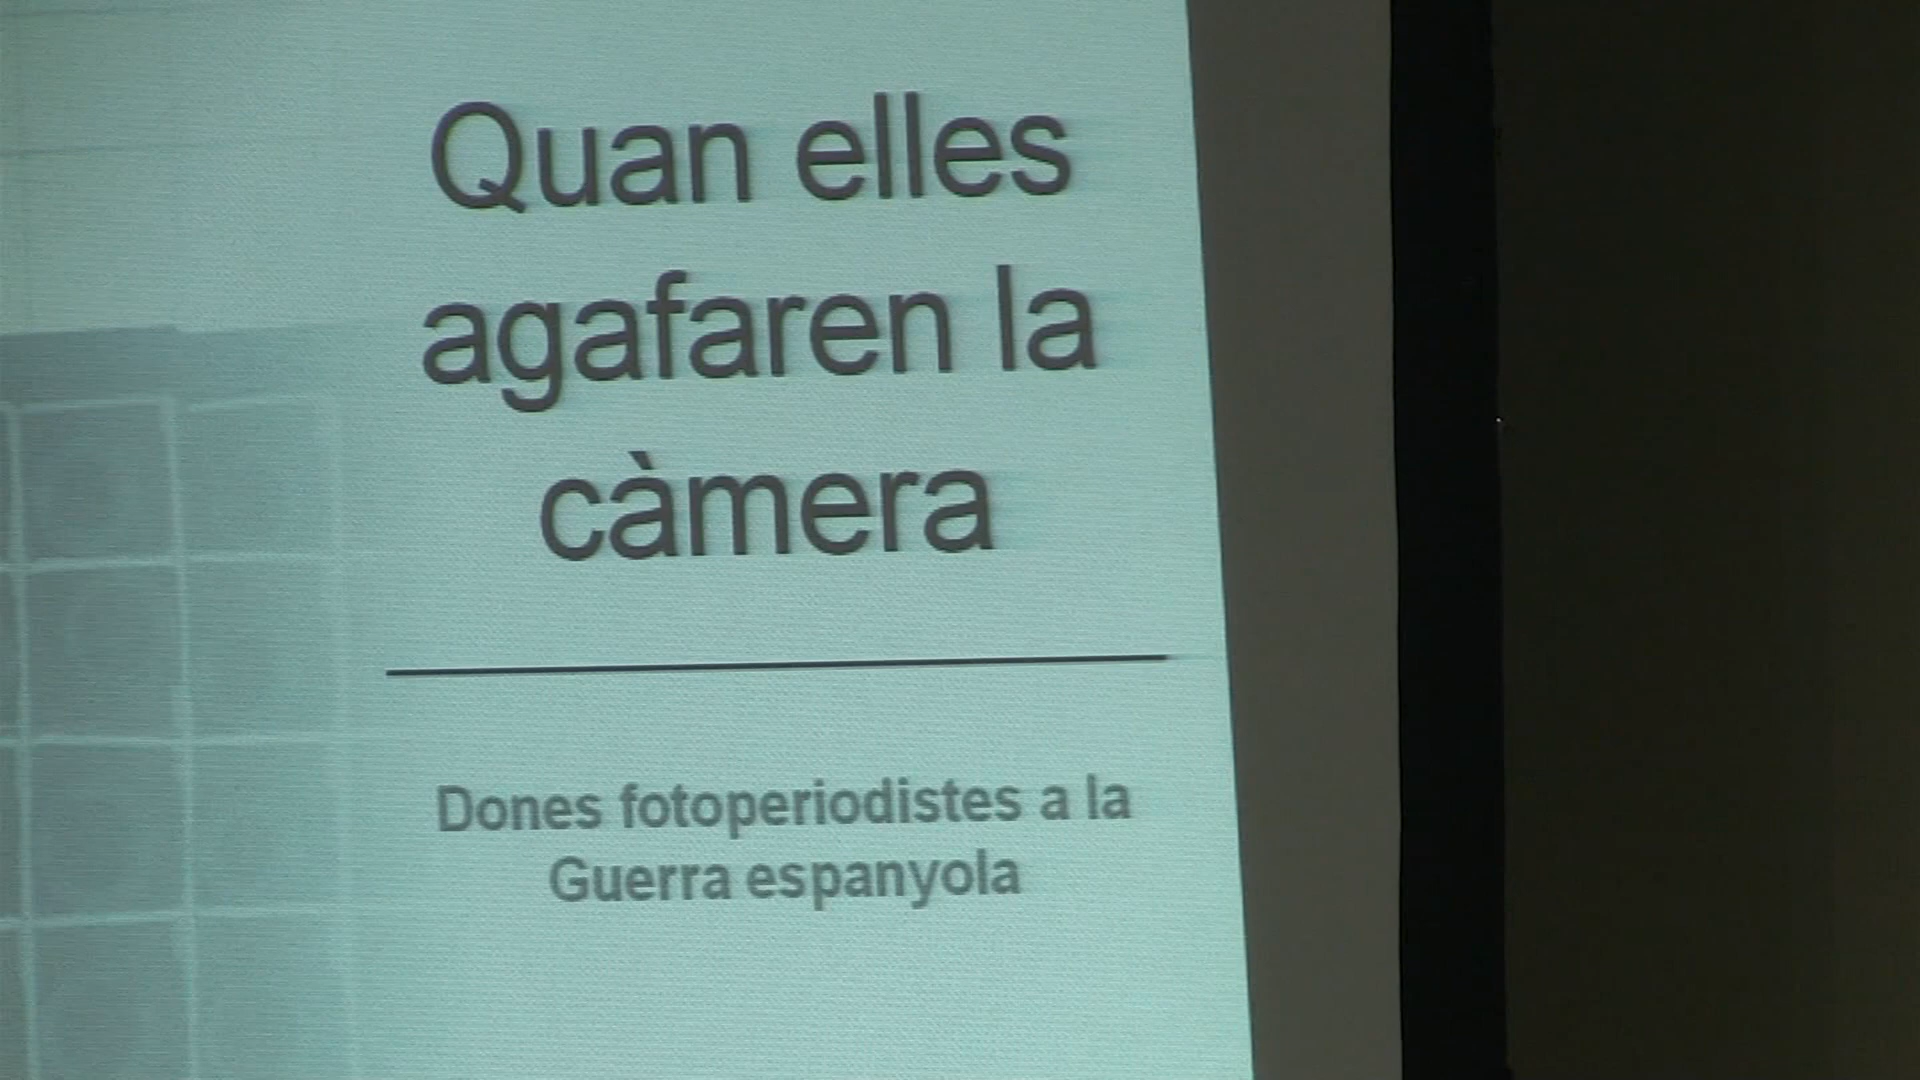 Quan elles
agafaren la
càmera
Dones fotoperiodistes a la
Guerra espanyola